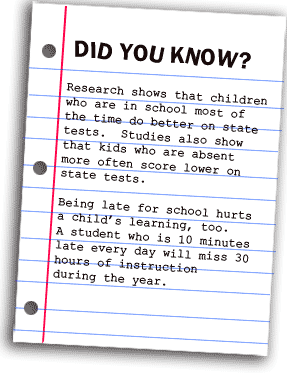 DID YOU KNOW?
Research shows that children
who are in school most of
the time do better on state
tests.  Studies also show
that kids who are absent
more often score lower on
state tests.
Being late for school hurts
a child's learning, too.
A student who is 10 minutes
late every day will miss 30
hours of instruction
during the year.